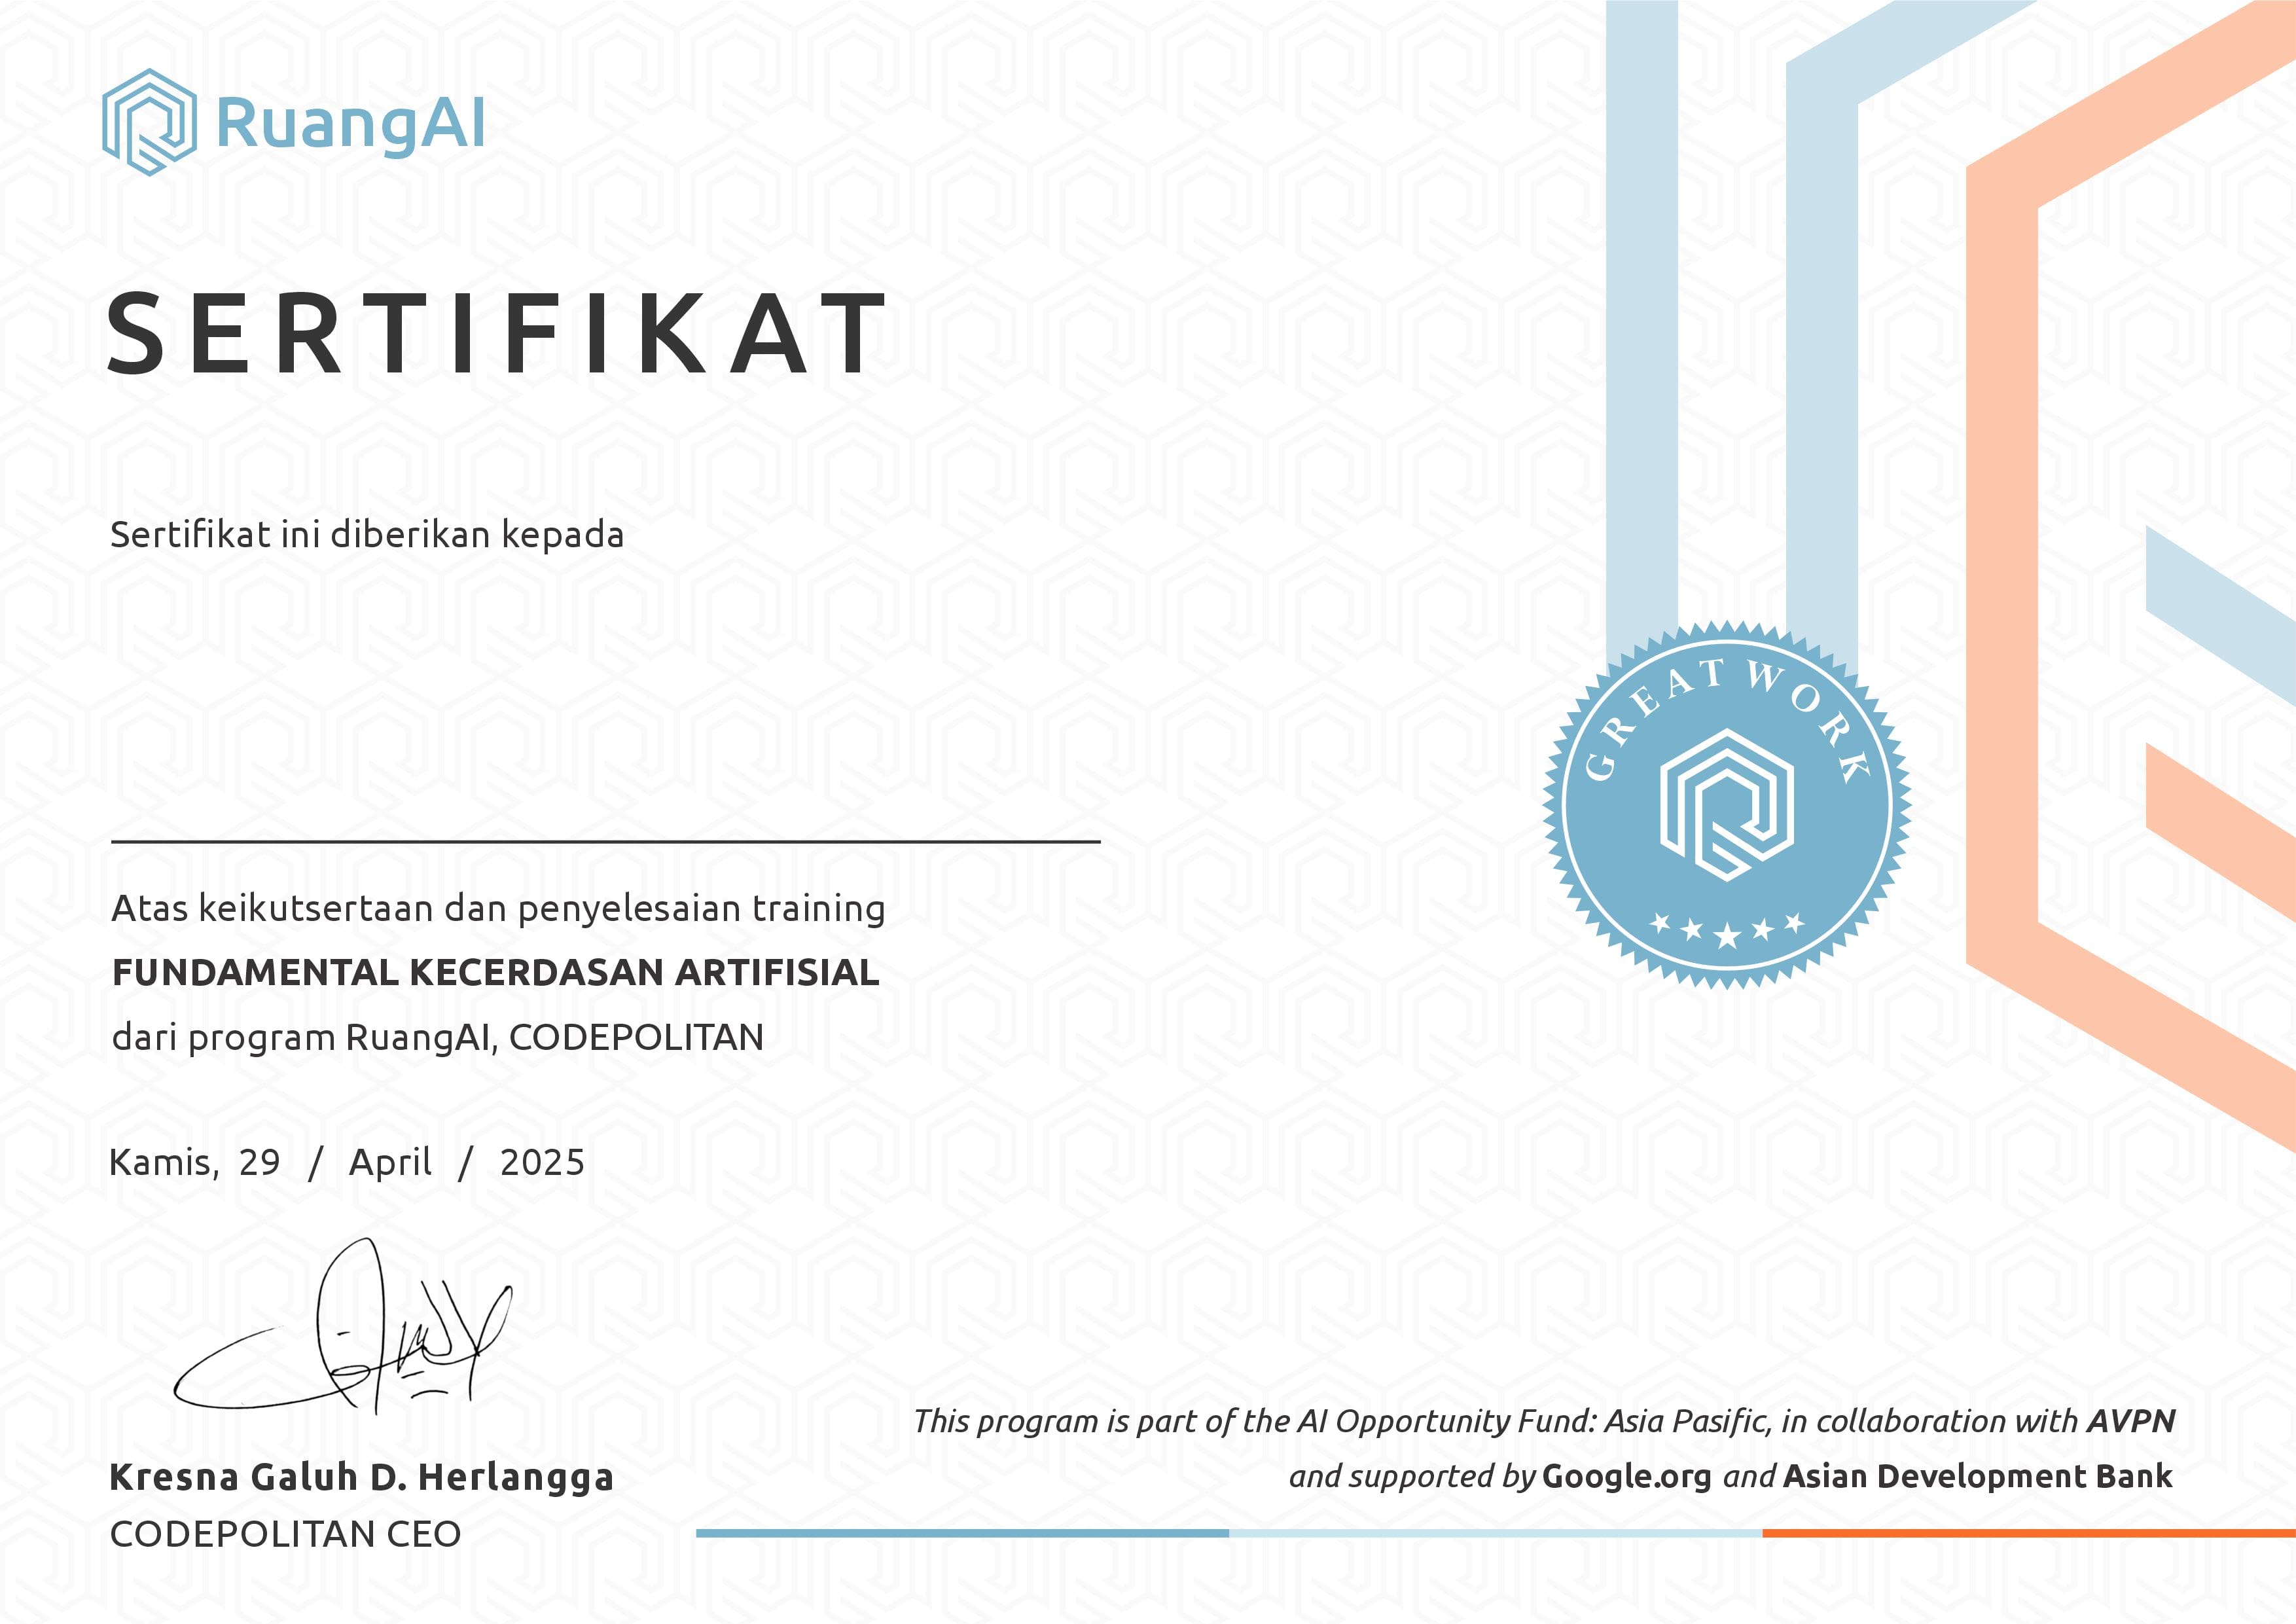 RuangAI
SERTIFIKAT
Sertifikat ini diberikan kepada
GREAT WORK
Atas keikutsertaan dan penyelesaian training
FUNDAMENTAL KECERDASAN ARTIFISIAL
dari program RuangAI, CODEPOLITAN
Kamis, 29 / April / 2025
This program is part of the AI Opportunity Fund: Asia Pasific, in collaboration with AVPN
and supported by Google.org and Asian Development Bank
Kresna Galuh D. Herlangga
CODEPOLITAN CEO